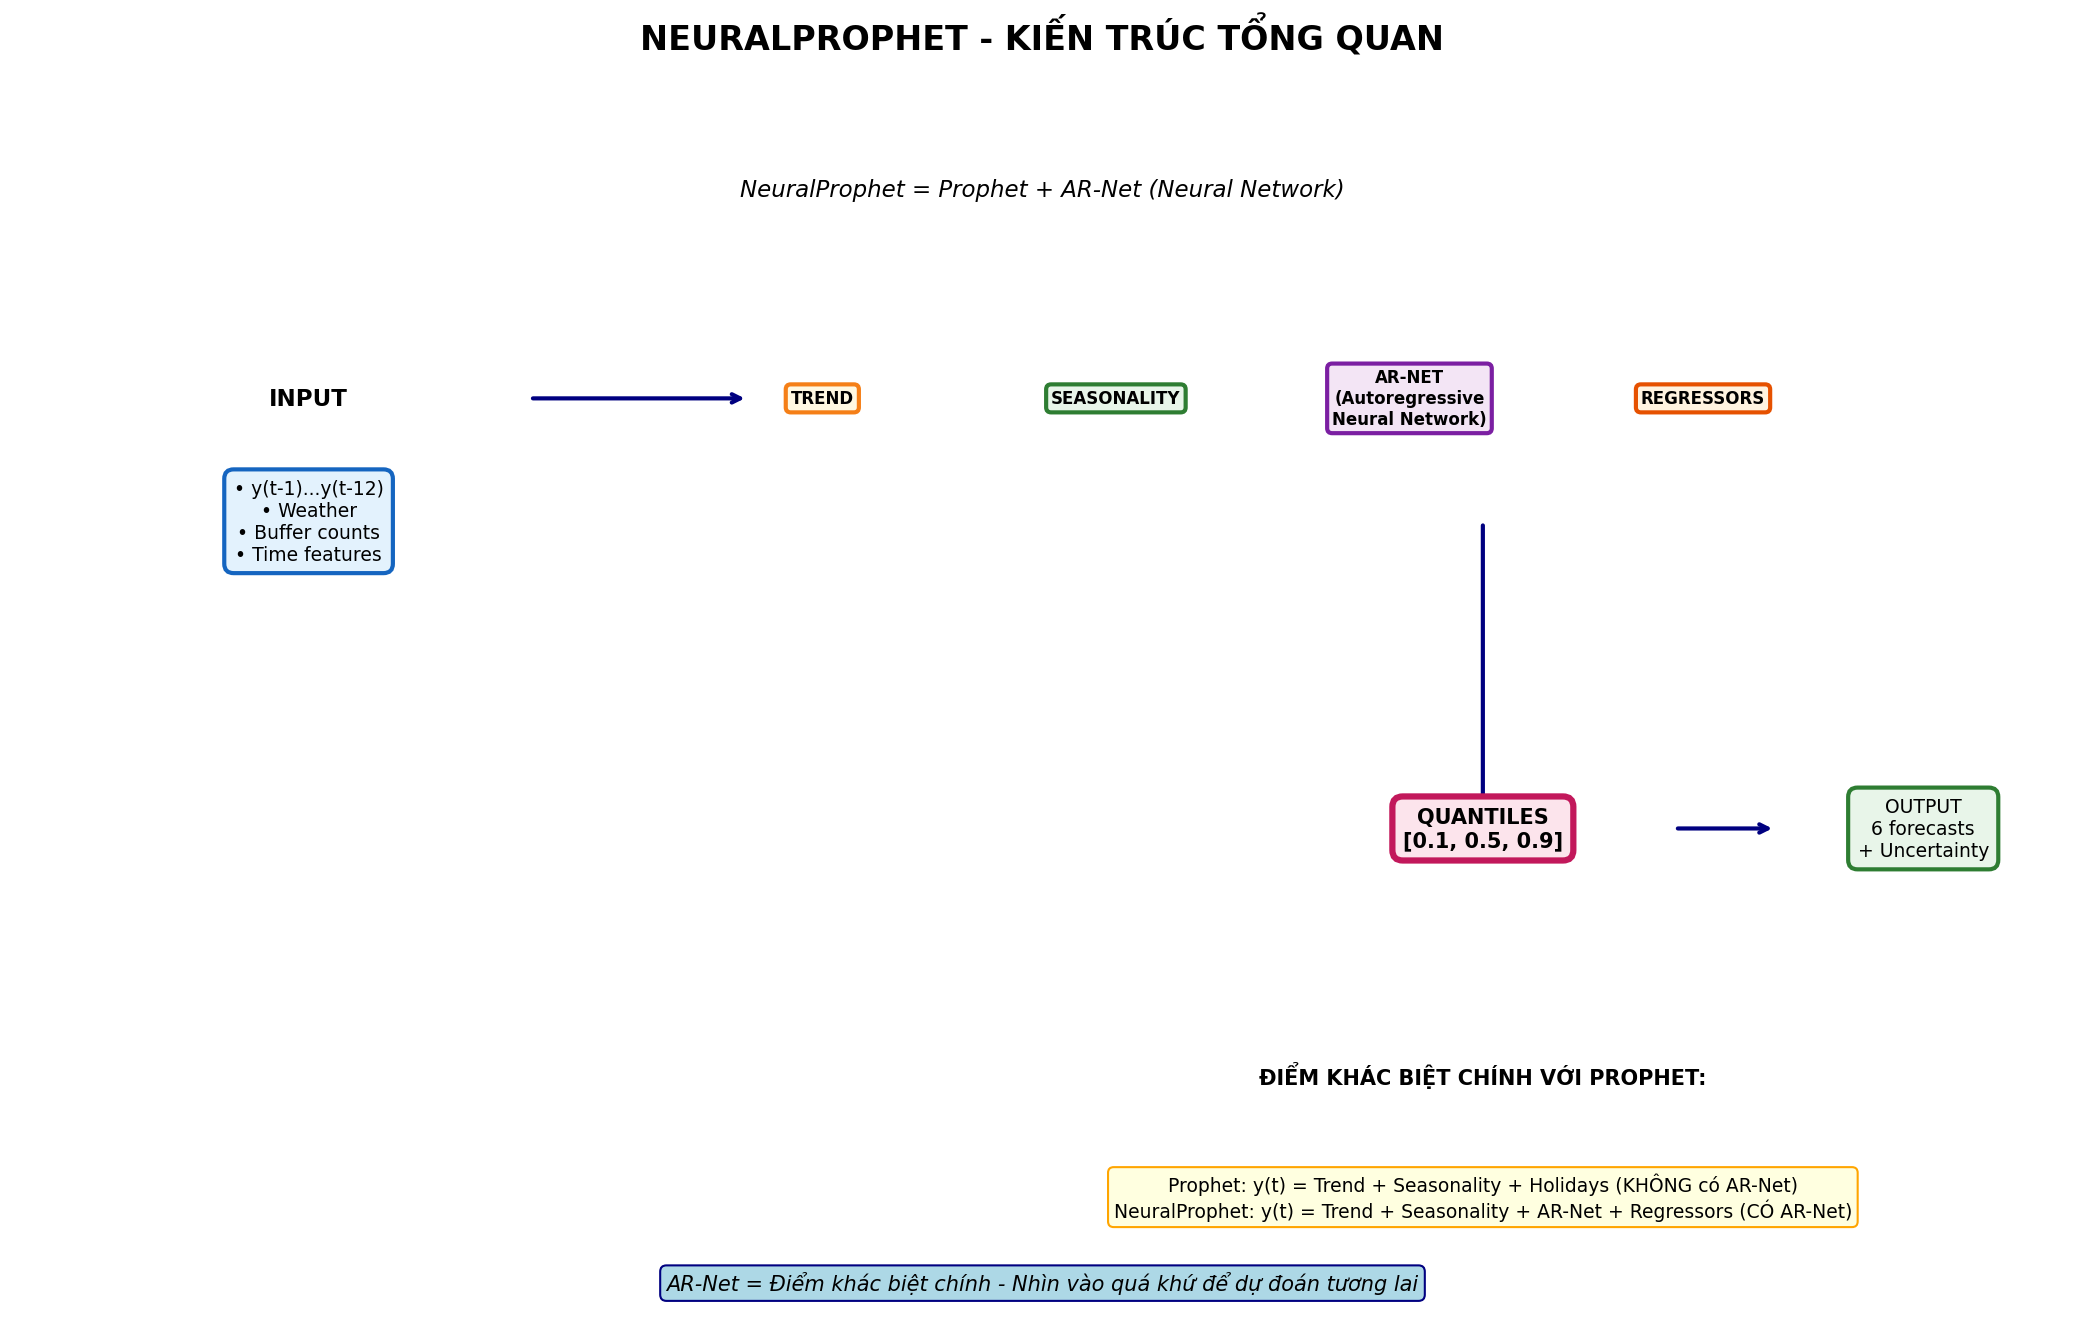 NEURALPROPHET - KIẾN TRÚC TỔNG QUAN
NeuralProphet = Prophet + AR-Net (Neural Network)
INPUT
TREND
SEASONALITY
AR-NET
(Autoregressive
Neural Network)
REGRESSORS
• y(t-1)...y(t-12)
• Weather
• Buffer counts
• Time features
QUANTILES
[0.1, 0.5, 0.9]
OUTPUT
6 forecasts
+ Uncertainty
ĐIỂM KHÁC BIỆT CHÍNH VỚI PROPHET:
Prophet: y(t) = Trend + Seasonality + Holidays (KHÔNG có AR-Net)
NeuralProphet: y(t) = Trend + Seasonality + AR-Net + Regressors (CÓ AR-Net)
AR-Net = Điểm khác biệt chính - Nhìn vào quá khứ để dự đoán tương lai